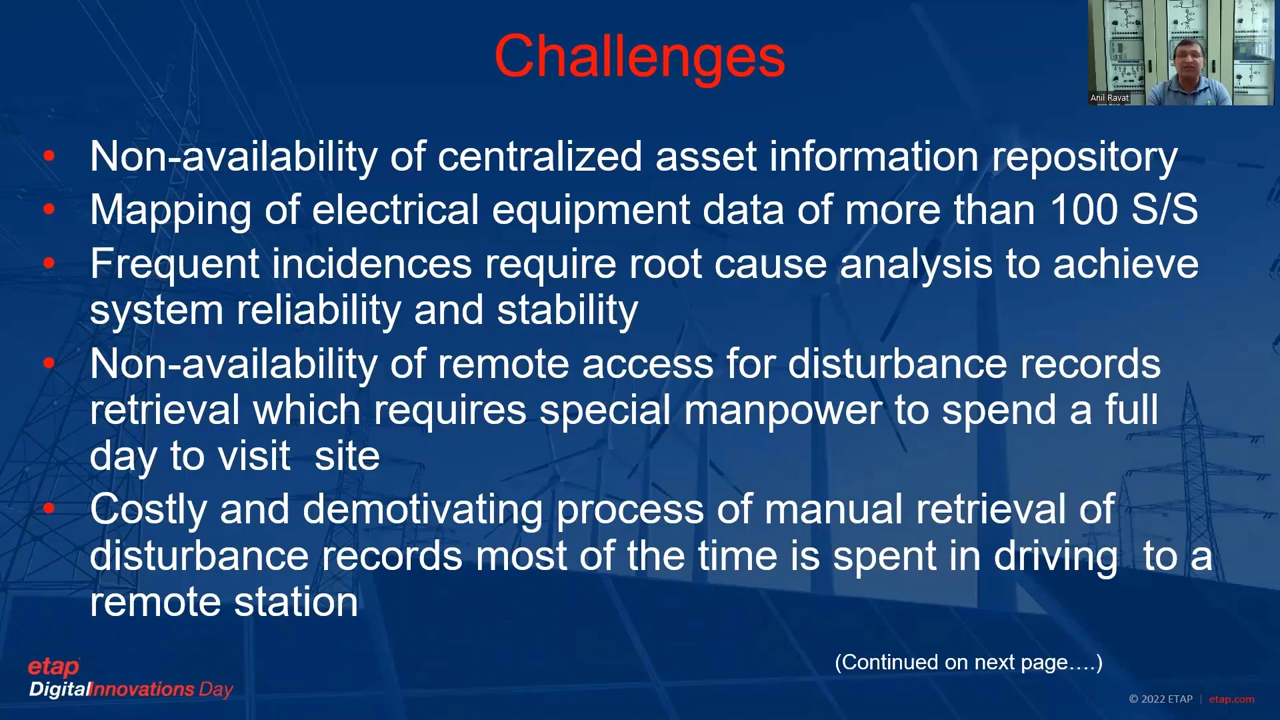 Challenges
Anil Ravat
• Non-availability of centralized asset information repository
• Mapping of electrical equipment data of more than 100 S/S
• Frequent incidences require root cause analysis to achieve
system reliability and stability
• Non-availability of remote access for disturbance records
retrieval which requires special manpower to spend a full
day to visit  site
• Costly and demotivating process of manual retrieval of
disturbance records most of the time is spent in driving  to a
remote station
(Continued on next page….)
etap
DigitalInnovations Day
© 2022 ETAP | etap.com